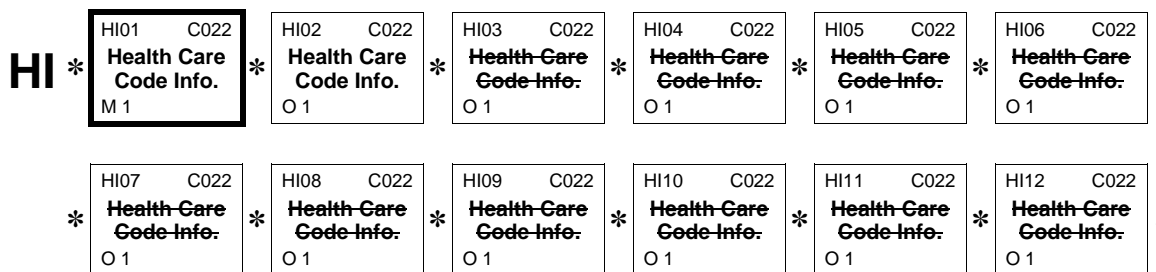 HI * HI01 C022 * HI02 C022 * HI03 C022 * HI04 C022 * HI05 C022 * HI06 C022
Health Care Health Care Health Care Health Care Health Care Health Care
Code Info. Code Info. Code Info. Code Info. Code Info. Code Info.
M 1 O 1 O 1 O 1 O 1 O 1
* HI07 C022 * HI08 C022 * HI09 C022 * HI10 C022 * HI11 C022 * HI12 C022
Health Care Health Care Health Care Health Care Health Care Health Care
Code Info. Code Info. Code Info. Code Info. Code Info. Code Info.
O 1 O 1 O 1 O 1 O 1 O 1